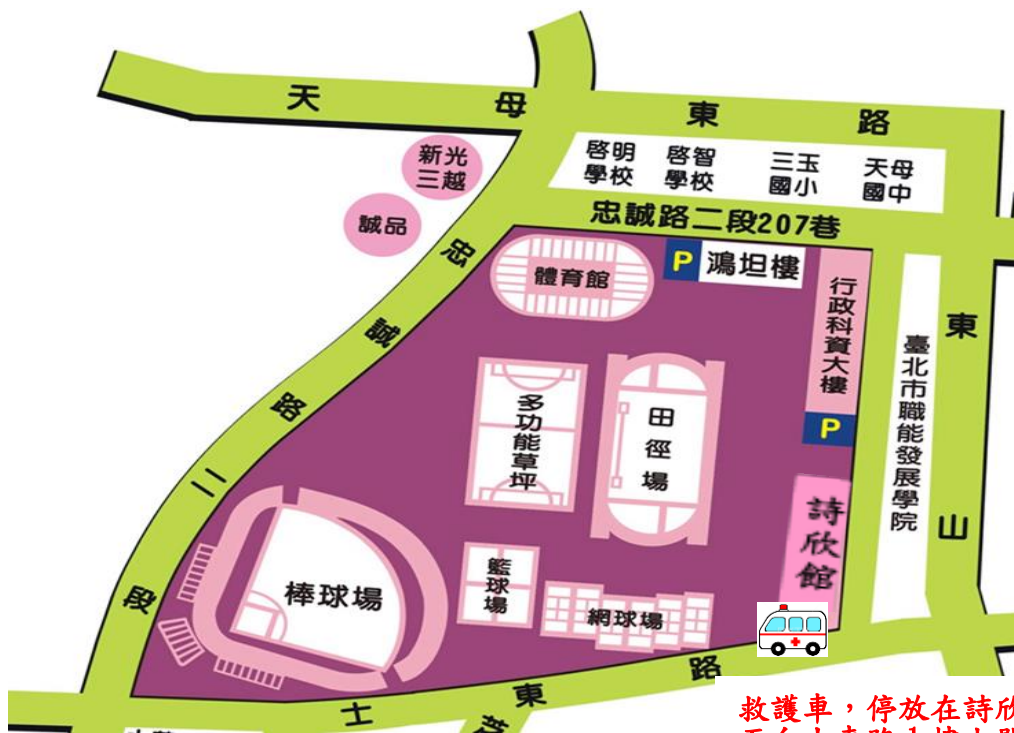 天母東路
新光
三越
誠品
啓明
學校
啓智
學校
三玉
國小
天母
國中
忠誠路二段207巷
忠誠路二段
體育館
P
鴻坦樓
行政科資大樓
P
臺北市職能發展學院
東山
多功能草坪
田徑場
詩欣館
棒球場
籃球場
網球場
士東路
救護車，停放在詩欣